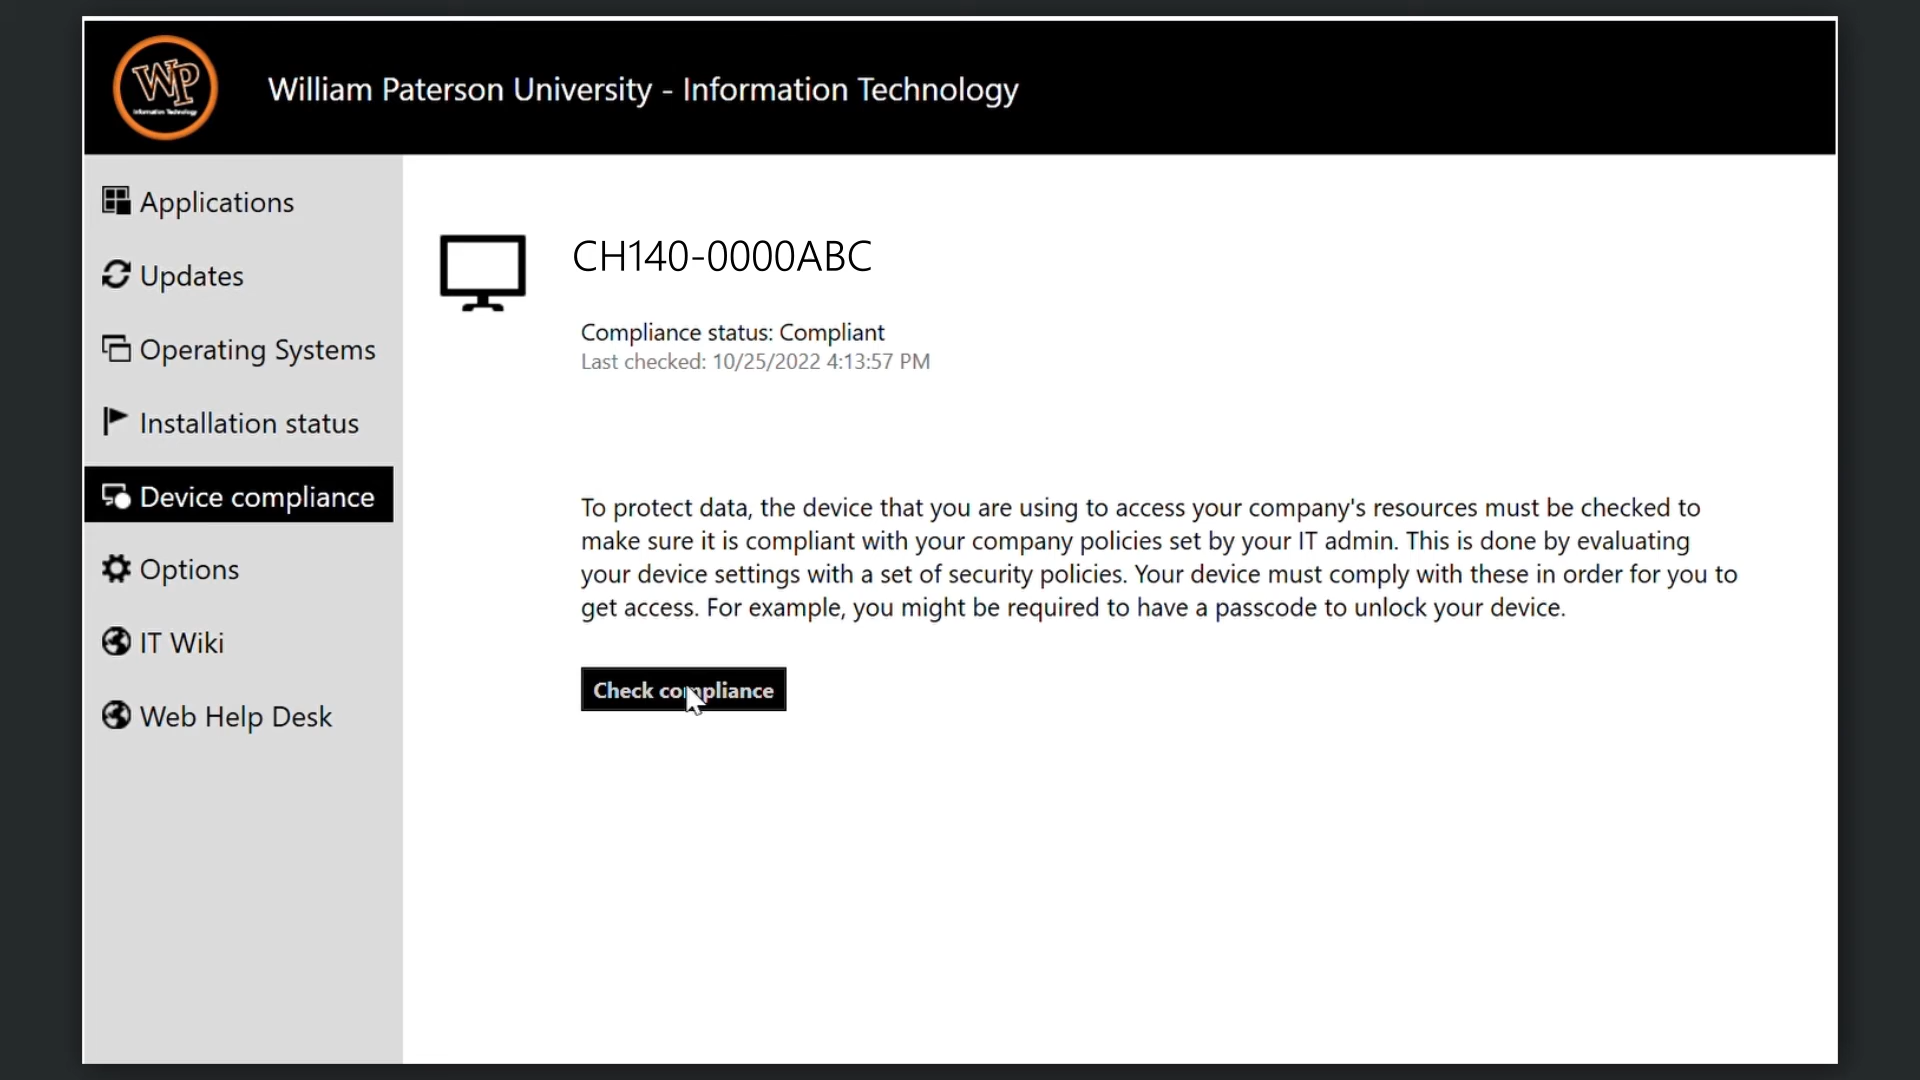 WP
Information Technology
William Paterson University - Information Technology
Applications
Updates
Operating Systems
Installation status
Device compliance
Options
IT Wiki
Web Help Desk
CH140-0000ABC
Compliance status: Compliant
Last checked: 10/25/2022 4:13:57 PM
To protect data, the device that you are using to access your company's resources must be checked to
make sure it is compliant with your company policies set by your IT admin. This is done by evaluating
your device settings with a set of security policies. Your device must comply with these in order for you to
get access. For example, you might be required to have a passcode to unlock your device.
Check compliance